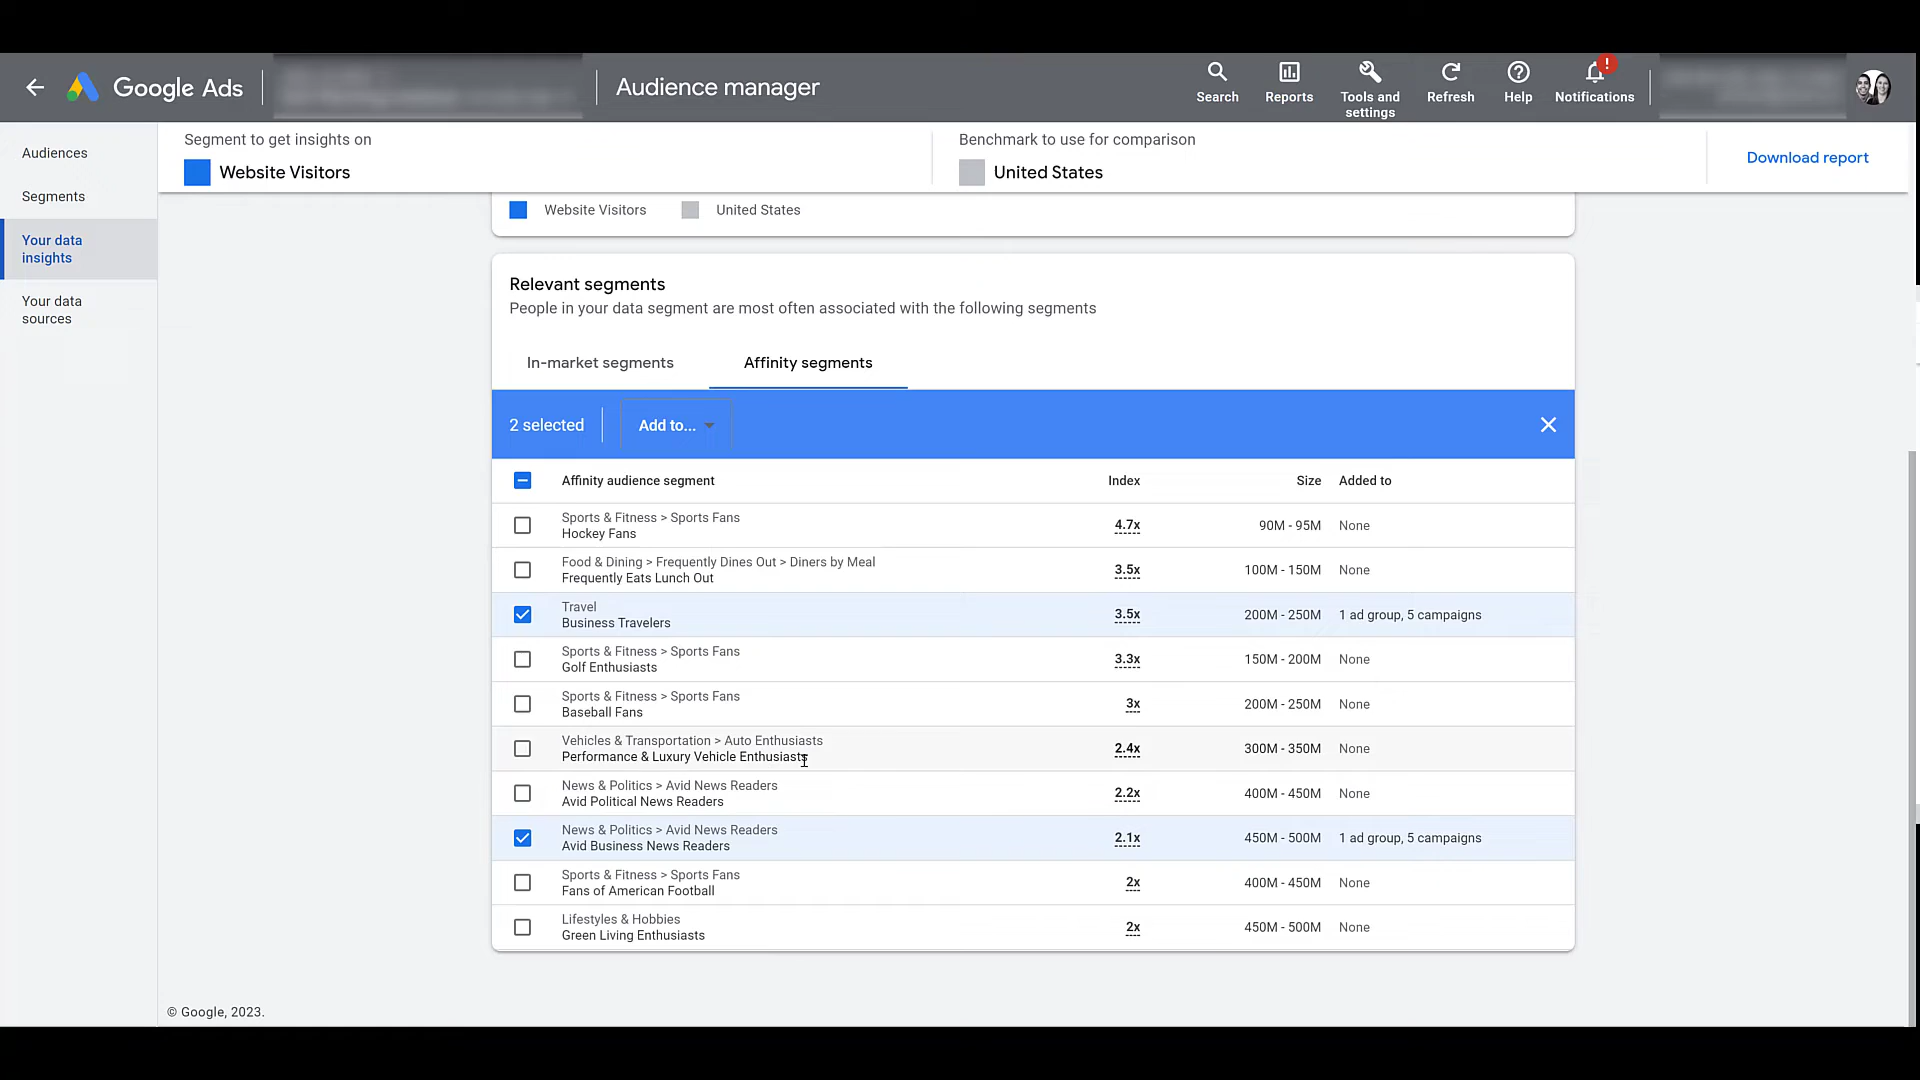 Google Ads
Audience manager
Search
Reports
Tools and
settings
Refresh
Help
!
Notifications
Audiences
Segments
Your data
insights
Your data
sources
Segment to get insights on
Website Visitors
Benchmark to use for comparison
United States
Download report
Website Visitors United States
Relevant segments
People in your data segment are most often associated with the following segments
In-market segments Affinity segments
2 selected Add to...
Affinity audience segment Index Size Added to
Sports & Fitness > Sports Fans
Hockey Fans
4.7x 90M - 95M None
Food & Dining > Frequently Dines Out > Diners by Meal
Frequently Eats Lunch Out
3.5x 100M - 150M None
Travel
Business Travelers
3.5x 200M - 250M 1 ad group, 5 campaigns
Sports & Fitness > Sports Fans
Golf Enthusiasts
3.3x 150M - 200M None
Sports & Fitness > Sports Fans
Baseball Fans
3x 200M - 250M None
Vehicles & Transportation > Auto Enthusiasts
Performance & Luxury Vehicle Enthusiasts
2.4x 300M - 350M None
News & Politics > Avid News Readers
Avid Political News Readers
2.2x 400M - 450M None
News & Politics > Avid News Readers
Avid Business News Readers
2.1x 450M - 500M 1 ad group, 5 campaigns
Sports & Fitness > Sports Fans
Fans of American Football
2x 400M - 450M None
Lifestyles & Hobbies
Green Living Enthusiasts
2x 450M - 500M None
© Google, 2023.